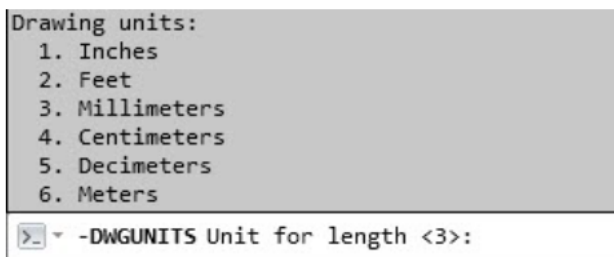 Drawing units:
1. Inches
2. Feet
3. Millimeters
4. Centimeters
5. Decimeters
6. Meters
-DWGUNITS Unit for length <3>: